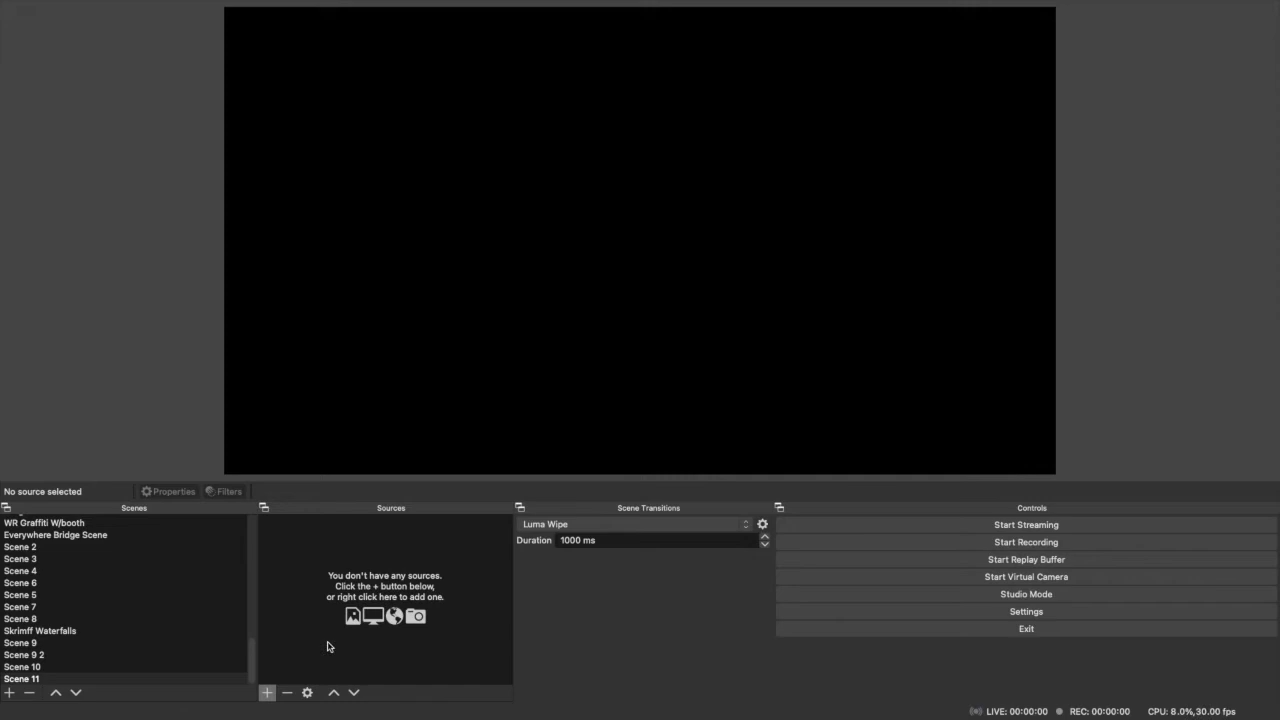 No source selected
Properties
Filters
Scenes
WR Graffiti W/booth
Everywhere Bridge Scene
Scene 2
Scene 3
Scene 4
Scene 6
Scene 5
Scene 7
Scene 8
Skrimff Waterfalls
Scene 9
Scene 9 2
Scene 10
Scene 11
Sources
You don't have any sources.
Click the + button below,
or right click here to add one.
Scene Transitions
Luma Wipe
Duration 1000 ms
Controls
Start Streaming
Start Recording
Start Replay Buffer
Start Virtual Camera
Studio Mode
Settings
Exit
LIVE: 00:00:00 REC: 00:00:00 CPU: 8.0%,30.00 fps